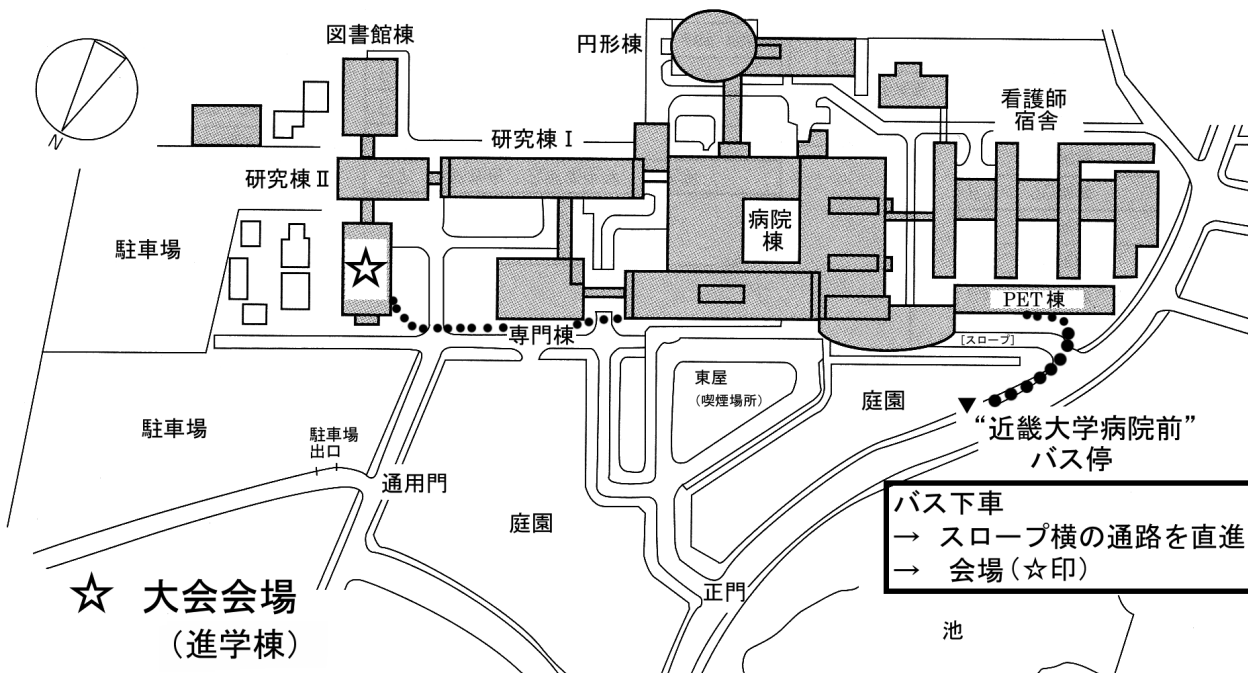 図書館棟
円形棟
看護師
宿舎
N
研究棟Ⅰ
研究棟Ⅱ
病院
棟
駐車場
PET棟
専門棟
[スロープ]
東屋
(喫煙場所)
庭園
駐車場
駐車場
出口
“近畿大学病院前”
バス停
通用門
庭園
バス下車
→ スロープ横の通路を直進
→ 会場(☆印)
☆ 大会会場
(進学棟)
正門
池